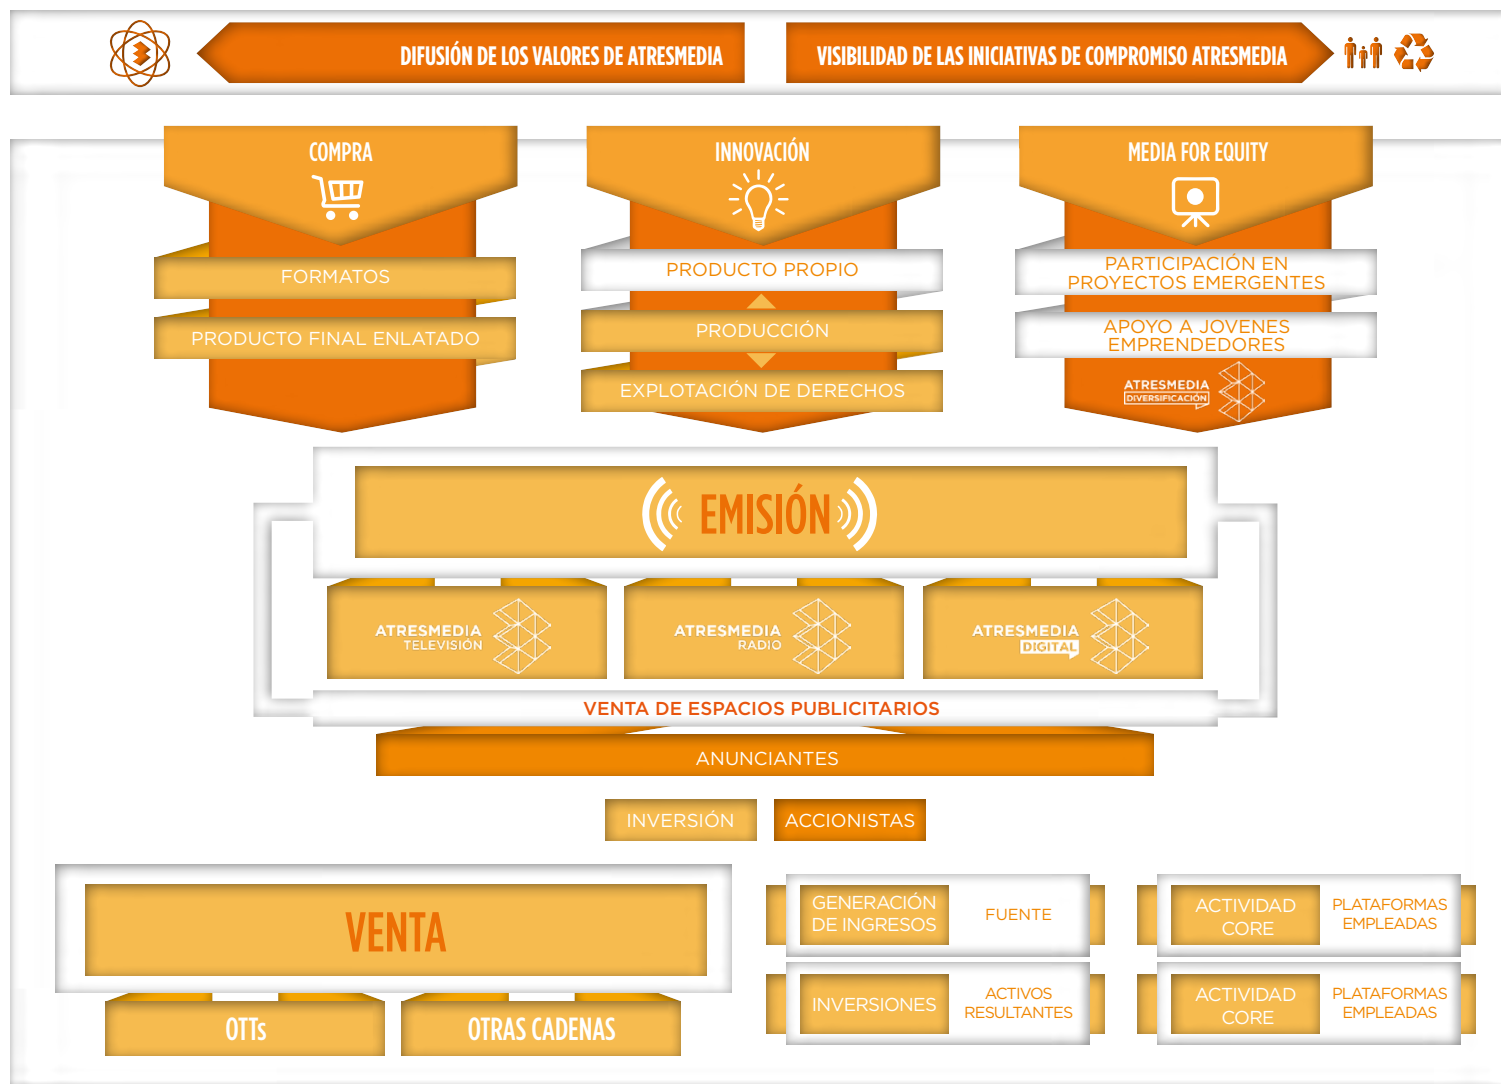 DIFUSIÓN DE LOS VALORES DE ATRESMEDIA
VISIBILIDAD DE LAS INICIATIVAS DE COMPROMISO ATRESMEDIA
COMPRA
FORMATOS
PRODUCTO FINAL ENLATADO
INNOVACIÓN
PRODUCTO PROPIO
PRODUCCIÓN
EXPLOTACIÓN DE DERECHOS
MEDIA FOR EQUITY
PARTICIPACIÓN EN
PROYECTOS EMERGENTES
APOYO A JOVENES
EMPRENDEDORES
ATRESMEDIA
DIVERSIFICACIÓN
EMISIÓN
ATRESMEDIA
TELEVISIÓN
ATRESMEDIA
RADIO
ATRESMEDIA
DIGITAL
VENTA DE ESPACIOS PUBLICITARIOS
ANUNCIANTES
INVERSIÓN
ACCIONISTAS
VENTA
OTTs
OTRAS CADENAS
GENERACIÓN
DE INGRESOS
FUENTE
INVERSIONES
ACTIVOS
RESULTANTES
ACTIVIDAD
CORE
PLATAFORMAS
EMPLEADAS
ACTIVIDAD
CORE
PLATAFORMAS
EMPLEADAS